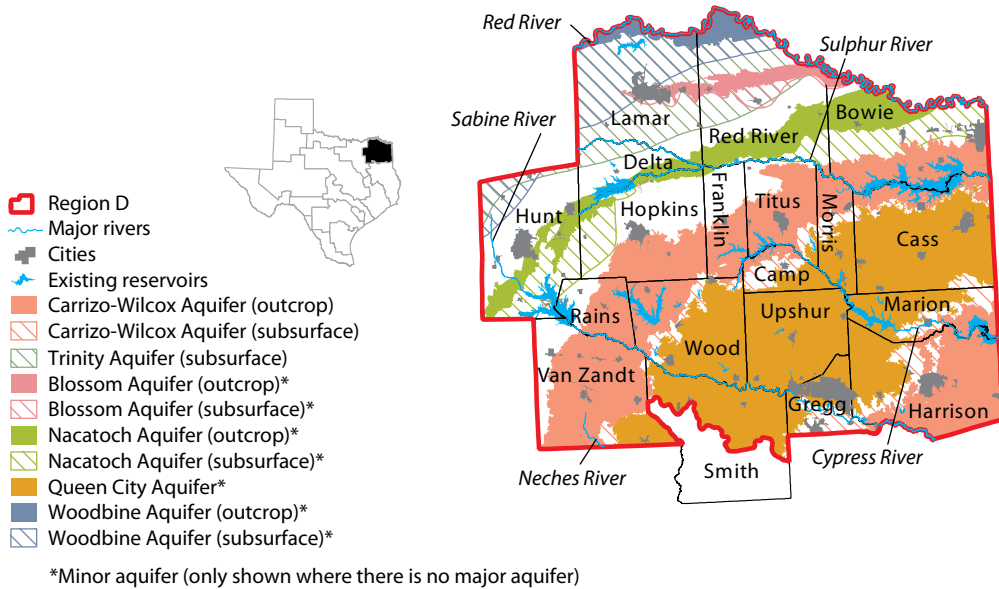 Red River
Sulphur River
Sabine River
Bowie
Lamar
Red River
Delta
Franklin
Titus
Morris
Hunt
Hopkins
Cass
Camp
Marion
Rains
Upshur
Wood
Van Zandt
Gregg
Harrison
Neches River
Cypress River
Smith
Region D
Major rivers
Cities
Existing reservoirs
Carrizo-Wilcox Aquifer (outcrop)
Carrizo-Wilcox Aquifer (subsurface)
Trinity Aquifer (subsurface)
Blossom Aquifer (outcrop)*
Blossom Aquifer (subsurface)*
Nacatoch Aquifer (outcrop)*
Nacatoch Aquifer (subsurface)*
Queen City Aquifer*
Woodbine Aquifer (outcrop)*
Woodbine Aquifer (subsurface)*
*Minor aquifer (only shown where there is no major aquifer)